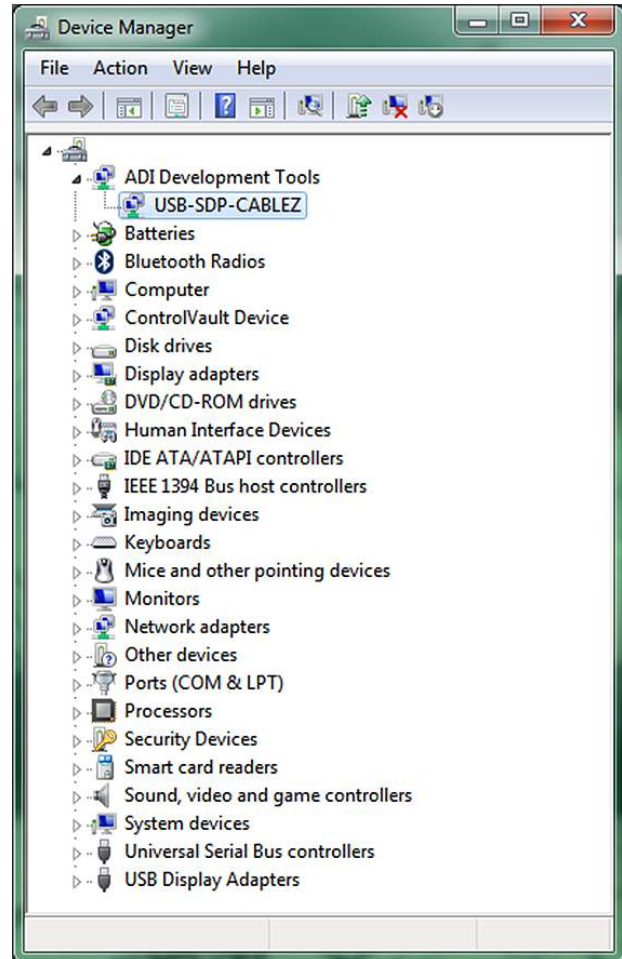 Device Manager
File Action View Help
ADI Development Tools
USB-SDP-CABLEZ
Batteries
Bluetooth Radios
Computer
ControlVault Device
Disk drives
Display adapters
DVD/CD-ROM drives
Human Interface Devices
IDE ATA/ATAPI controllers
IEEE 1394 Bus host controllers
Imaging devices
Keyboards
Mice and other pointing devices
Monitors
Network adapters
Other devices
Ports (COM & LPT)
Processors
Security Devices
Smart card readers
Sound, video and game controllers
System devices
Universal Serial Bus controllers
USB Display Adapters